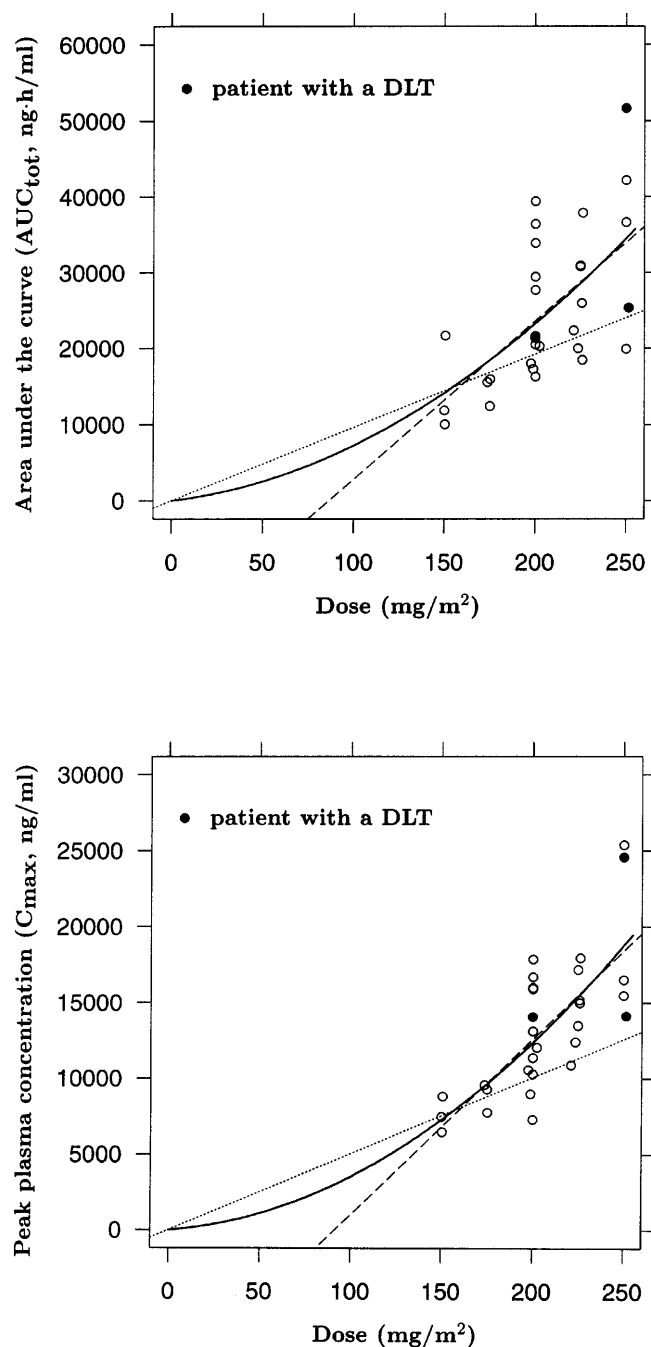 60000
50000
40000
30000
20000
10000
0
Area under the curve (AUCtot, ng·h/ml)
● patient with a DLT
0 50 100 150 200 250
Dose (mg/m²)
30000
25000
20000
15000
10000
5000
0
Peak plasma concentration (Cmax, ng/ml)
● patient with a DLT
0 50 100 150 200 250
Dose (mg/m²)